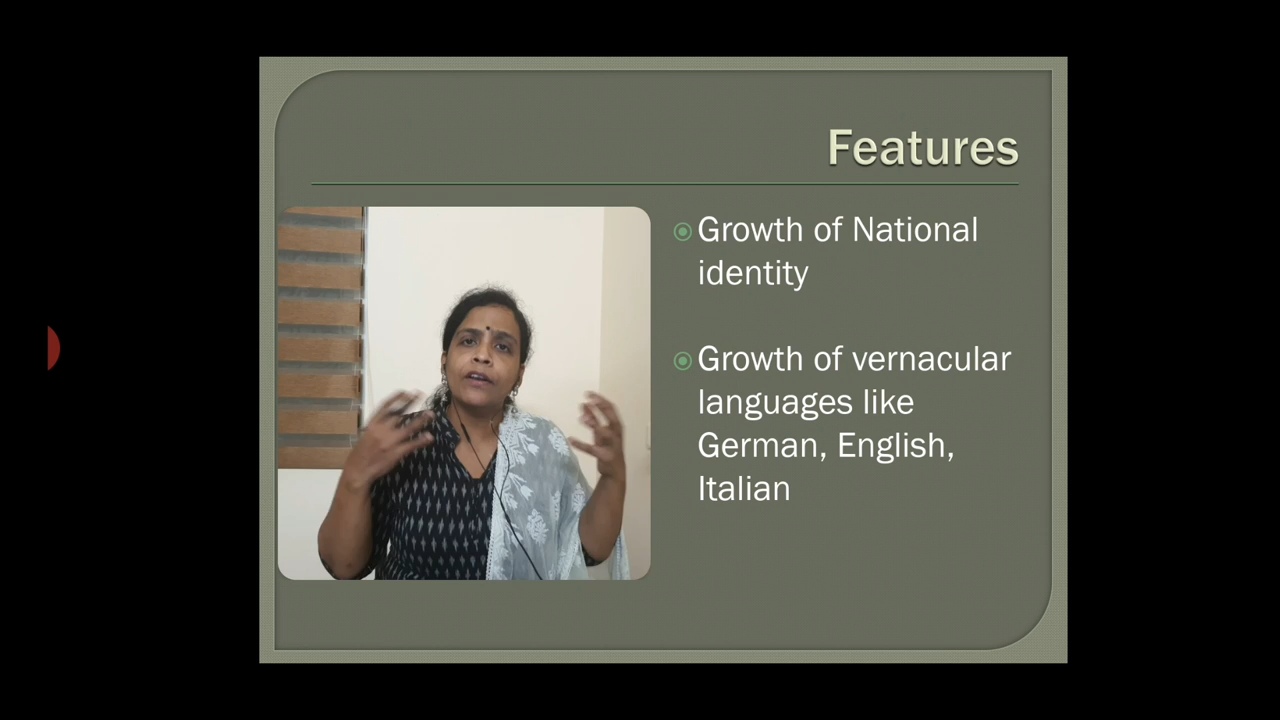 Features
Growth of National
identity
Growth of vernacular
languages like
German, English,
Italian